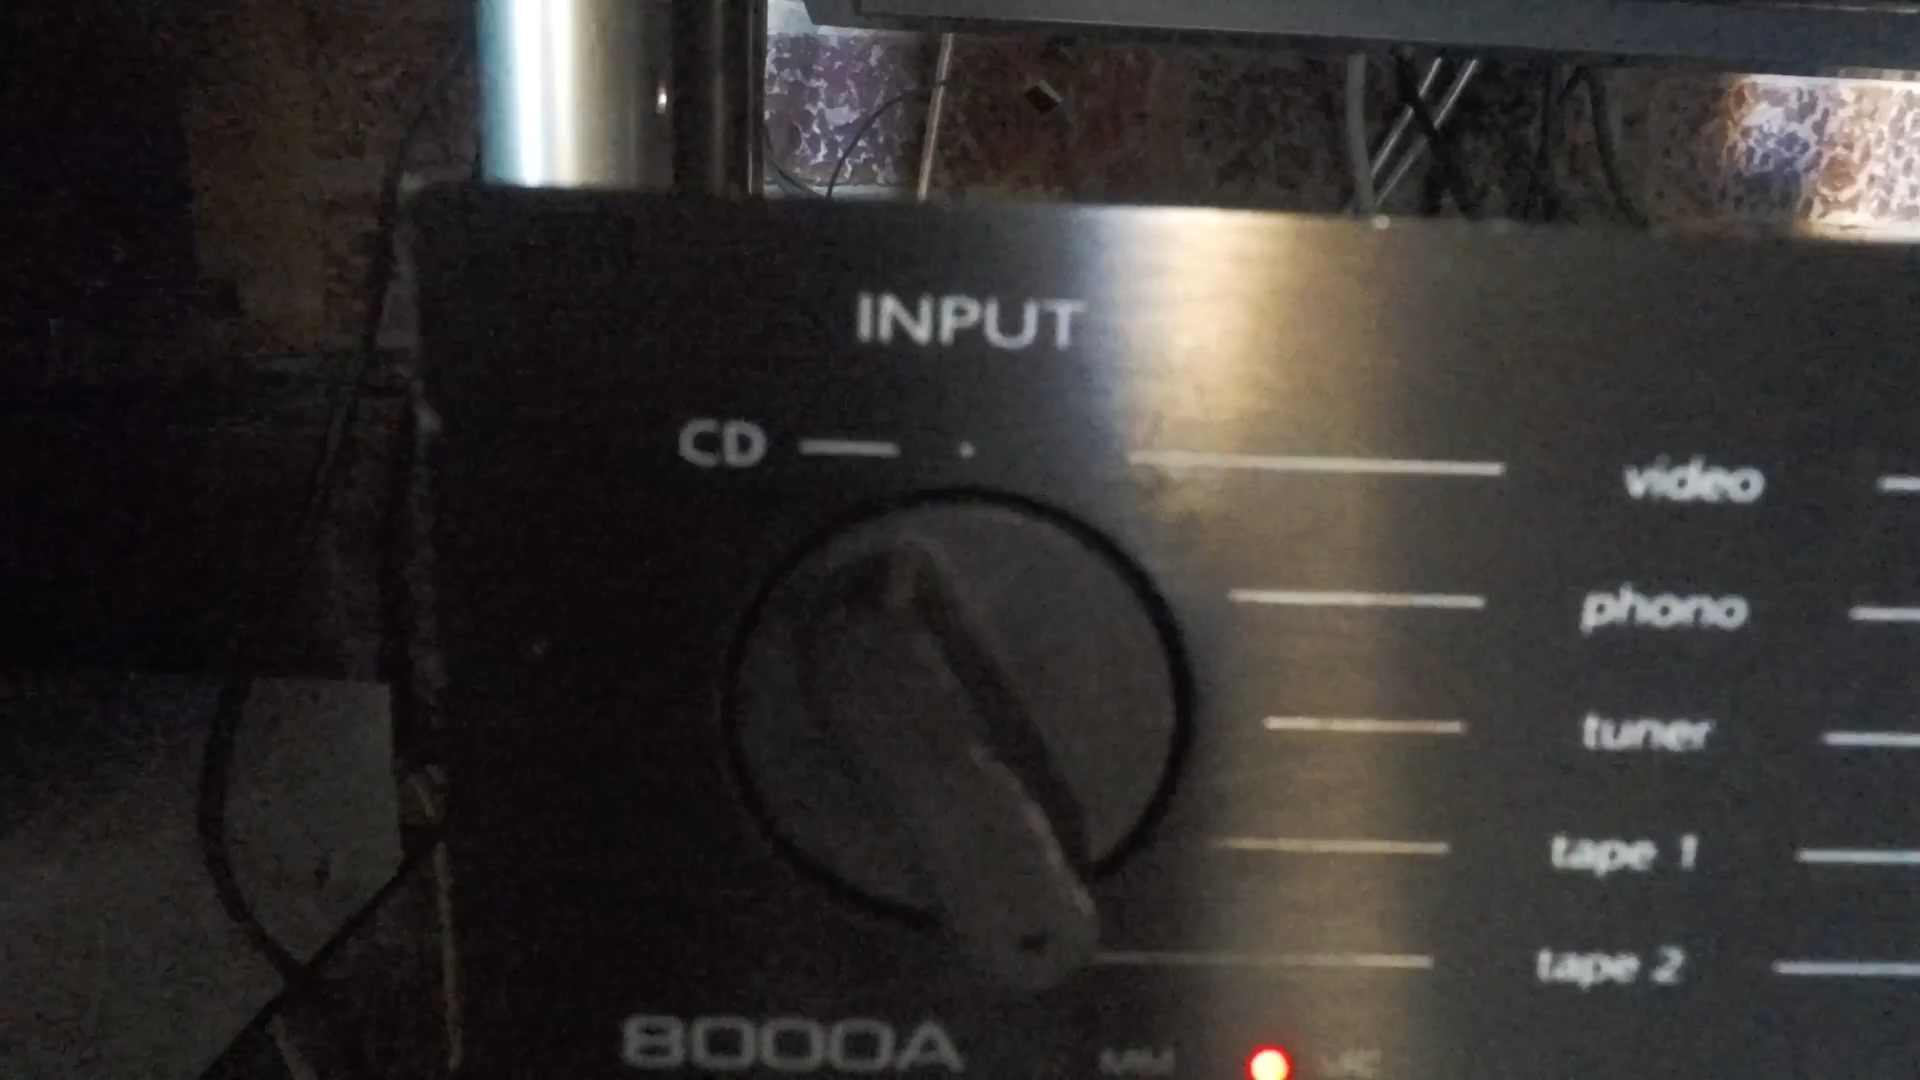 INPUT
CD
video
phono
tuner
tape 1
tape 2
8000A